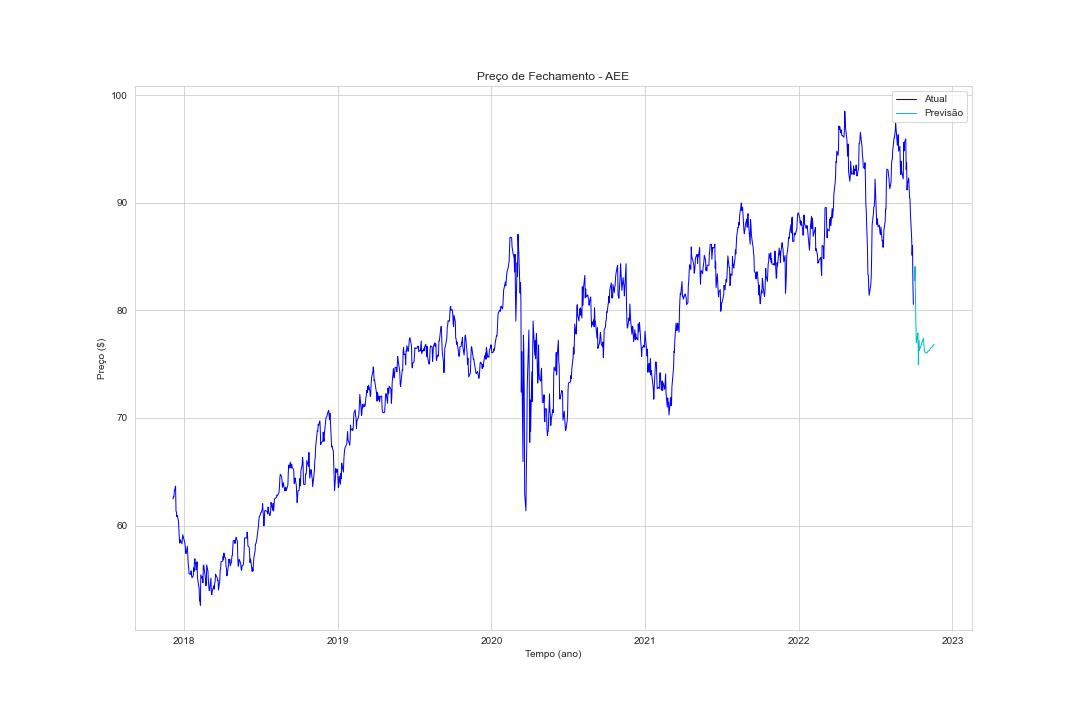 Preço de Fechamento - AEE
Atual
Previsão
100
90
80
70
60
Preço ($)
2018
2019
2020
2021
2022
2023
Tempo (ano)